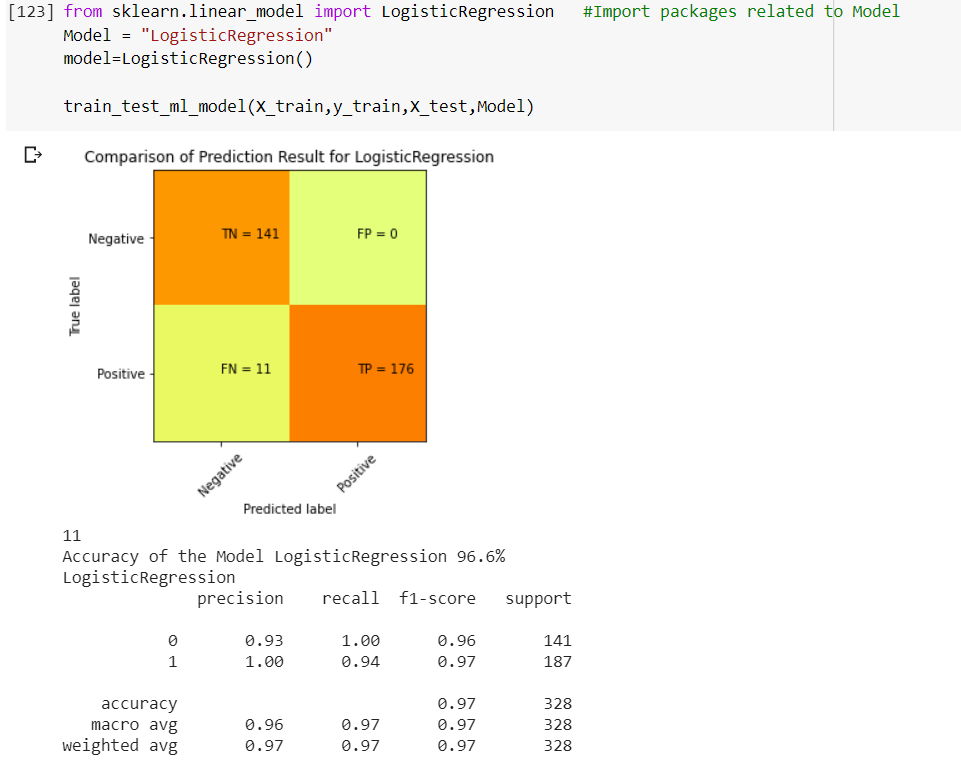 [123] from sklearn.linear_model import LogisticRegression   #Import packages related to Model
Model = "LogisticRegression"
model=LogisticRegression()
train_test_ml_model(X_train,y_train,X_test,Model)
Comparison of Prediction Result for LogisticRegression
TN = 141 FP = 0
Negative
True label
FN = 11 TP = 176
Positive
Negative Positive
Predicted label
11
Accuracy of the Model LogisticRegression 96.6%
LogisticRegression
precision recall f1-score support
0 0.93 1.00 0.96 141
1 1.00 0.94 0.97 187
accuracy 0.97 328
macro avg 0.96 0.97 0.97 328
weighted avg 0.97 0.97 0.97 328